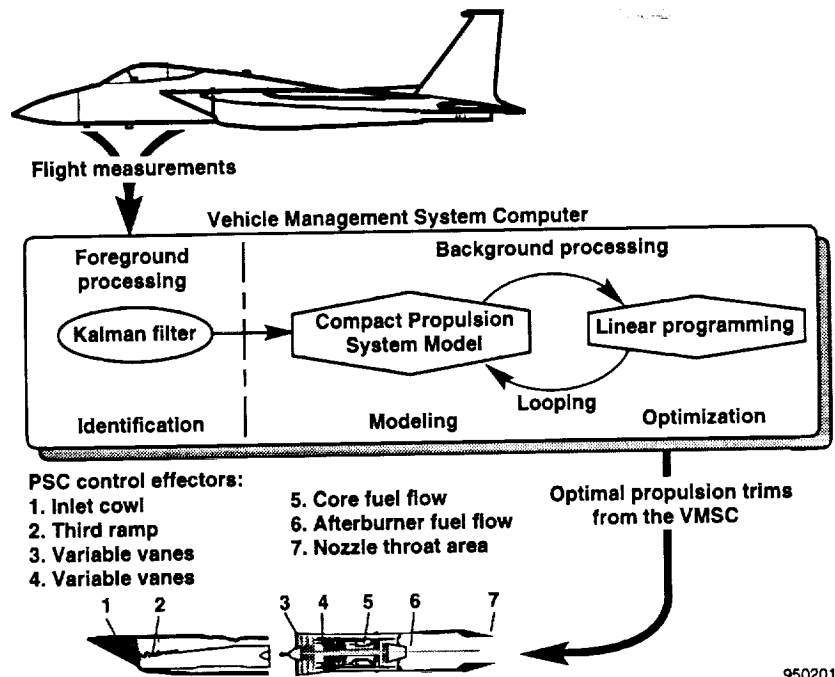 Flight measurements
Vehicle Management System Computer
Foreground
processing
Background processing
Kalman filter
Compact Propulsion
System Model
Linear programming
Looping
Identification
Modeling
Optimization
PSC control effectors:
1. Inlet cowl
2. Third ramp
3. Variable vanes
4. Variable vanes
5. Core fuel flow
6. Afterburner fuel flow
7. Nozzle throat area
Optimal propulsion trims
from the VMSC
1 2 3 4 5 6 7
950201